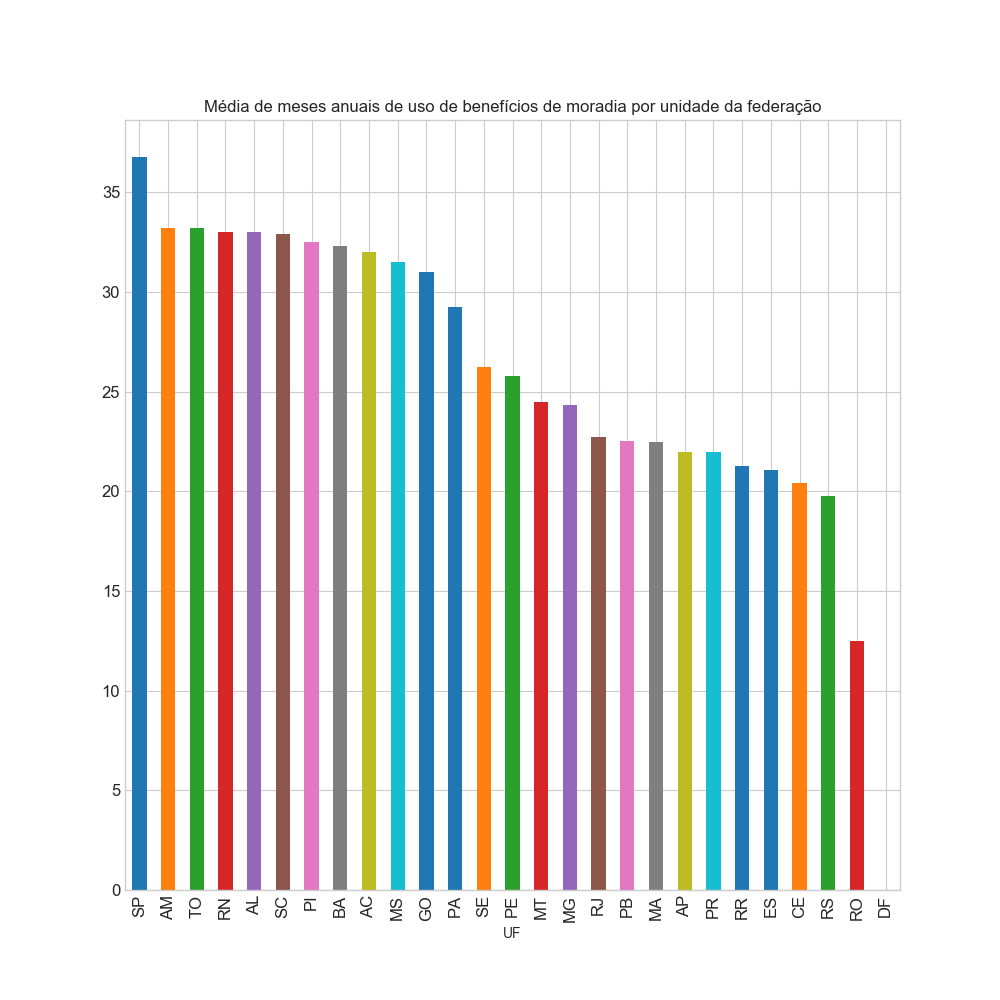 Média de meses anuais de uso de benefícios de moradia por unidade da federação
35
30
25
20
15
10
5
0
SP AM TO RN AL SC PI BA AC MS GO PA SE PE MT MG RJ PB MA AP PR RR ES CE RS RO DF
UF